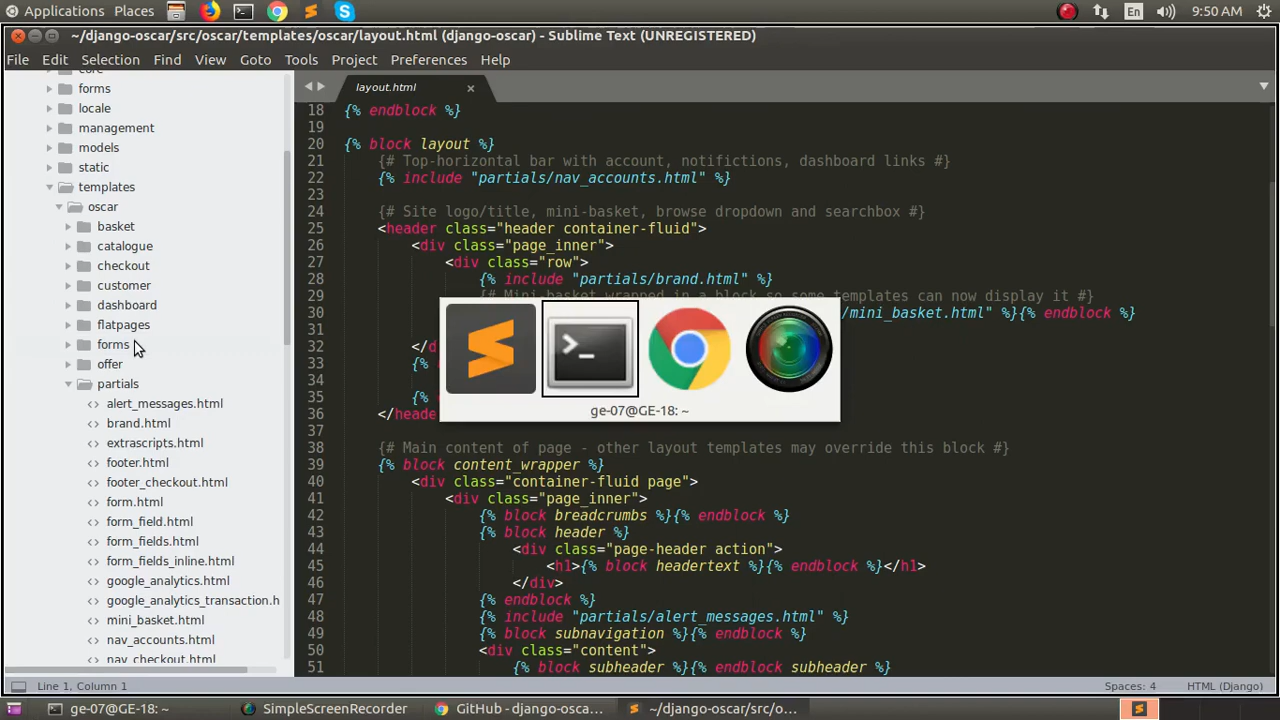 Applications Places En 9:50 AM
~/django-oscar/src/oscar/templates/oscar/layout.html (django-oscar) - Sublime Text (UNREGISTERED)
File Edit Selection Find View Goto Tools Project Preferences Help
core
forms
locale
management
models
static
templates
oscar
basket
catalogue
checkout
customer
dashboard
flatpages
forms
offer
partials
alert_messages.html
brand.html
extrascripts.html
footer.html
footer_checkout.html
form.html
form_field.html
form_fields.html
form_fields_inline.html
google_analytics.html
google_analytics_transaction.h
mini_basket.html
nav_accounts.html
nav_checkout.html
layout.html
18 {% endblock %}
19
20 {% block layout %}
21 {# Top-horizontal bar with account, notifictions, dashboard links #}
22 {% include "partials/nav_accounts.html" %}
23
24 {# Site logo/title, mini-basket, browse dropdown and searchbox #}
25 <header class="header container-fluid">
26 <div class="page_inner">
27 <div class="row">
28 {% include "partials/brand.html" %}
29 {# Mini-basket wrapped in a block so some templates can now display it #}
30 /mini_basket.html" %}{% endblock %}
31
32 </d
33 {%
34
35 {%
36 </heade
37
38 {# Main content of page - other layout templates may override this block #}
39 {% block content_wrapper %}
40 <div class="container-fluid page">
41 <div class="page_inner">
42 {% block breadcrumbs %}{% endblock %}
43 {% block header %}
44 <div class="page-header action">
45 <h1>{% block headertext %}{% endblock %}</h1>
46 </div>
47 {% endblock %}
48 {% include "partials/alert_messages.html" %}
49 {% block subnavigation %}{% endblock %}
50 <div class="content">
51 {% block subheader %}{% endblock subheader %}
ge-07@GE-18: ~
Line 1, Column 1 Spaces: 4 HTML (Django)
ge-07@GE-18: ~ SimpleScreenRecorder GitHub - django-osca... ~/django-oscar/src/o...